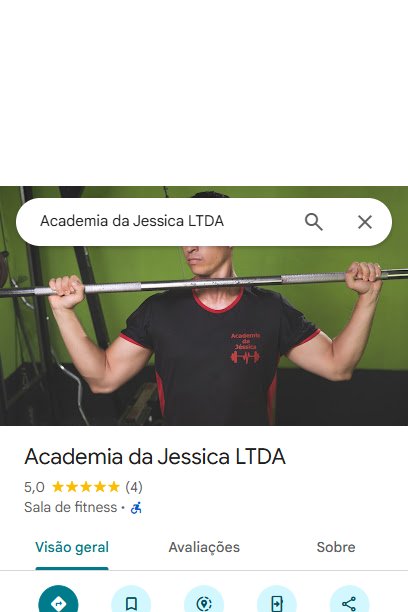 Academia da Jessica LTDA
Academia
da
Jéssica
Academia da Jessica LTDA
5,0 (4)
Sala de fitness ·
Visão geral Avaliações Sobre